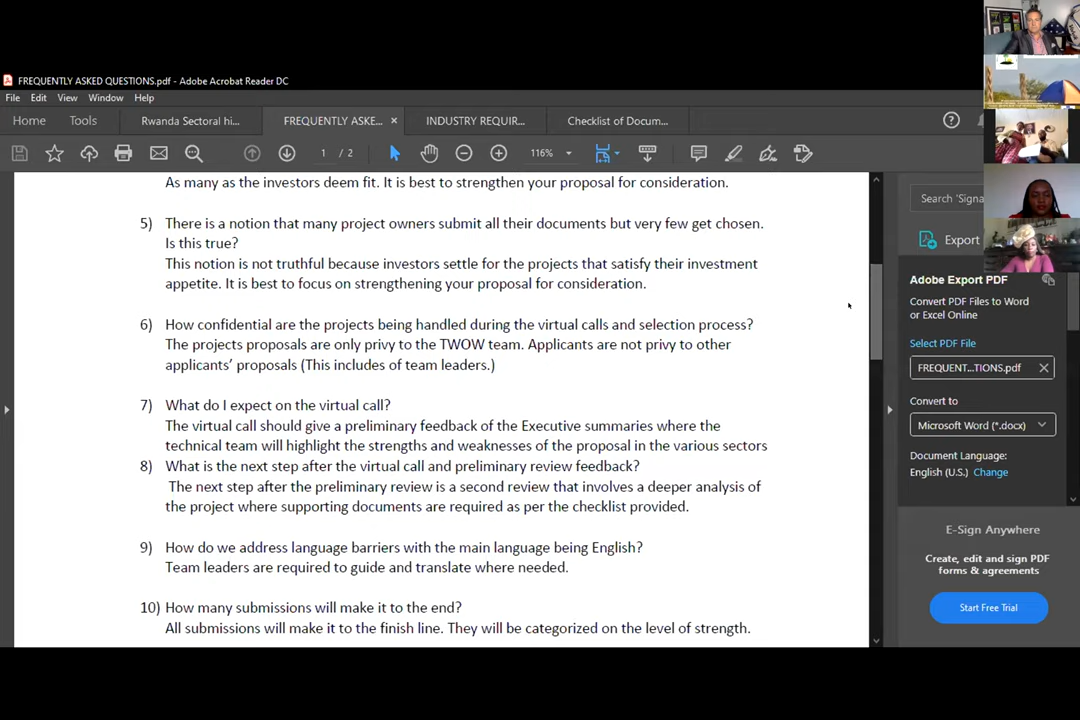 FREQUENTLY ASKED QUESTIONS.pdf - Adobe Acrobat Reader DC
File Edit View Window Help
Home Tools Rwanda Sectoral hi... FREQUENTLY ASKE... × INDUSTRY REQUIR... Checklist of Docum...
1 / 2 116%
As many as the investors deem fit. It is best to strengthen your proposal for consideration.
5) There is a notion that many project owners submit all their documents but very few get chosen.
Is this true?
This notion is not truthful because investors settle for the projects that satisfy their investment
appetite. It is best to focus on strengthening your proposal for consideration.
6) How confidential are the projects being handled during the virtual calls and selection process?
The projects proposals are only privy to the TWOW team. Applicants are not privy to other
applicants’ proposals (This includes of team leaders.)
7) What do I expect on the virtual call?
The virtual call should give a preliminary feedback of the Executive summaries where the
technical team will highlight the strengths and weaknesses of the proposal in the various sectors
8) What is the next step after the virtual call and preliminary review feedback?
The next step after the preliminary review is a second review that involves a deeper analysis of
the project where supporting documents are required as per the checklist provided.
9) How do we address language barriers with the main language being English?
Team leaders are required to guide and translate where needed.
10) How many submissions will make it to the end?
All submissions will make it to the finish line. They will be categorized on the level of strength.
Search 'Signa
Export
Adobe Export PDF
Convert PDF Files to Word
or Excel Online
Select PDF File
FREQUENT...TIONS.pdf
Convert to
Microsoft Word (*.docx)
Document Language:
English (U.S.) Change
E-Sign Anywhere
Create, edit and sign PDF
forms & agreements
Start Free Trial